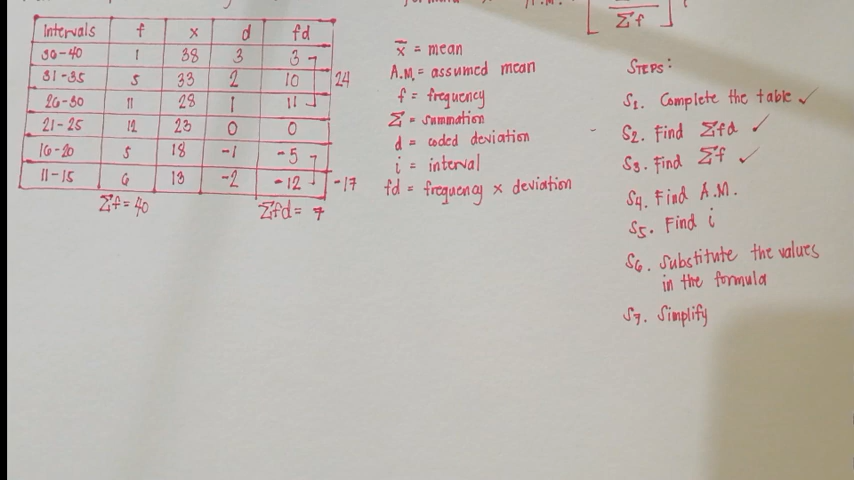 A.M. +
Σf
i
Intervals f x d fd
36-40 1 38 3 3
31-35 5 33 2 10 24
26-30 11 28 1 11
21-25 12 23 0 0
16-20 5 18 -1 -5
11-15 6 13 -2 -12 -17
Σf = 40 Σfd = 7
x̄ = mean
A.M. = assumed mean
f = frequency
Σ = summation
d = coded deviation
i = interval
fd = frequency x deviation
STEPS:
S1. Complete the table ✓
S2. Find Σfd ✓
S3. Find Σf ✓
S4. Find A.M.
S5. Find i
S6. Substitute the values
in the formula
S7. Simplify